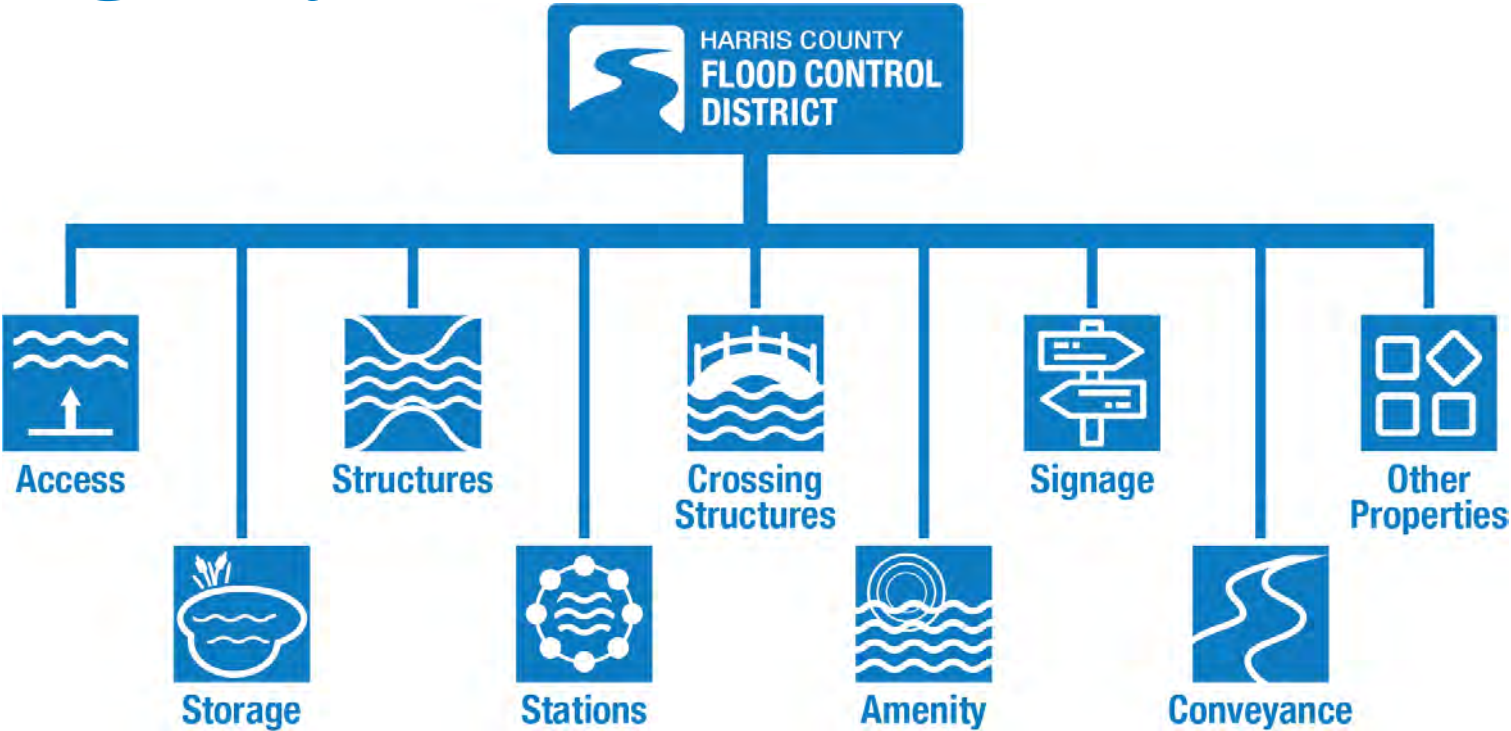 HARRIS COUNTY
FLOOD CONTROL
DISTRICT
Access
Structures
Crossing
Structures
Signage
Other
Properties
Storage
Stations
Amenity
Conveyance